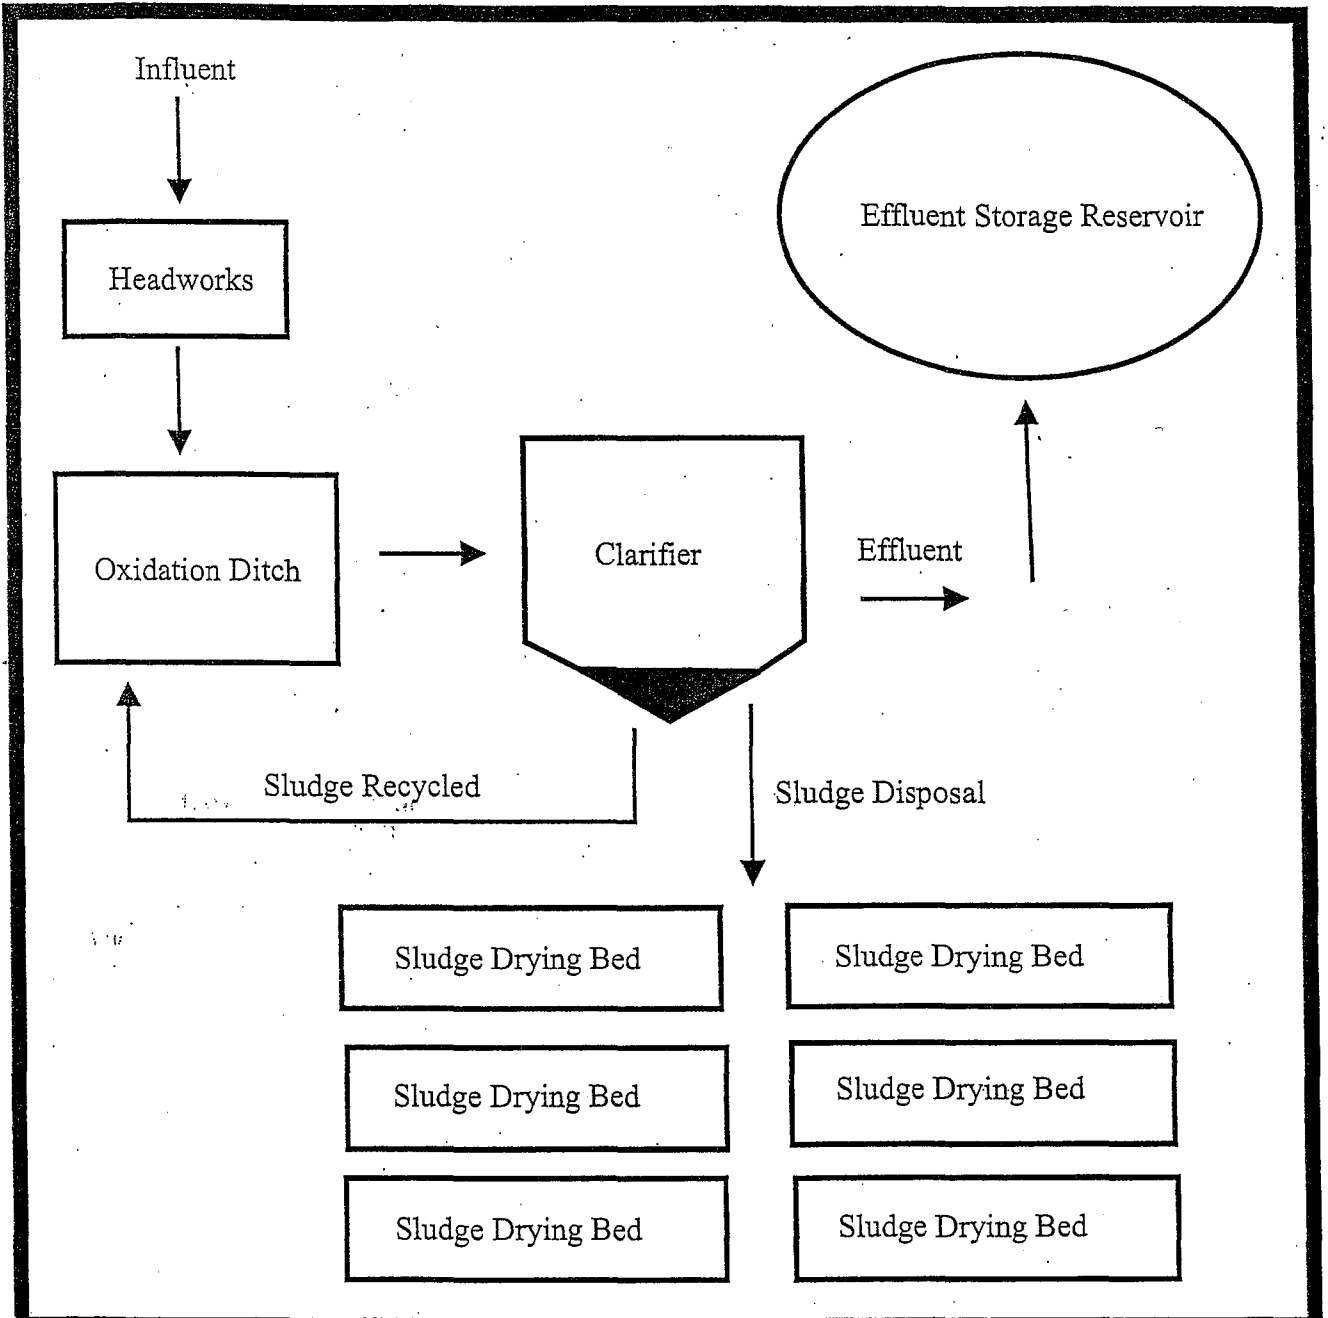 Influent
Effluent Storage Reservoir
Headworks
Oxidation Ditch
Clarifier
Effluent
Sludge Recycled
Sludge Disposal
Sludge Drying Bed
Sludge Drying Bed
Sludge Drying Bed
Sludge Drying Bed
Sludge Drying Bed
Sludge Drying Bed